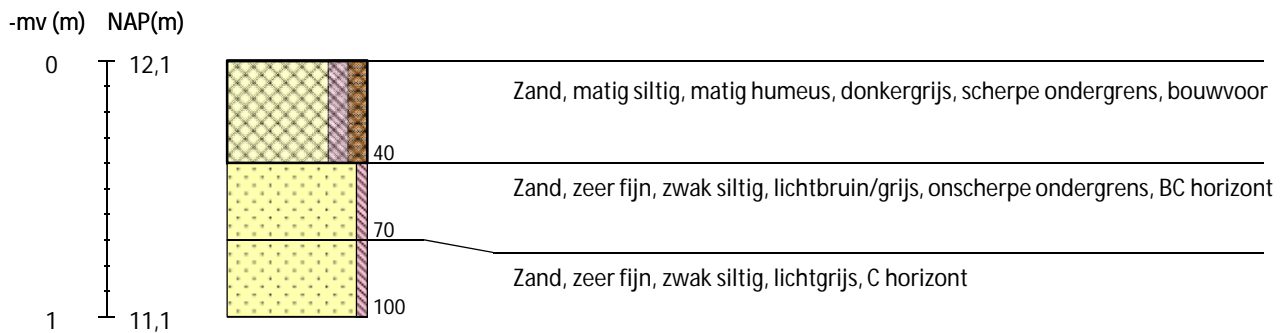 -mv (m) NAP(m)
0 12,1
Zand, matig siltig, matig humeus, donkergrijs, scherpe ondergrens, bouwvoor
40
Zand, zeer fijn, zwak siltig, lichtbruin/grijs, onscherpe ondergrens, BC horizont
70
Zand, zeer fijn, zwak siltig, lichtgrijs, C horizont
100
1 11,1